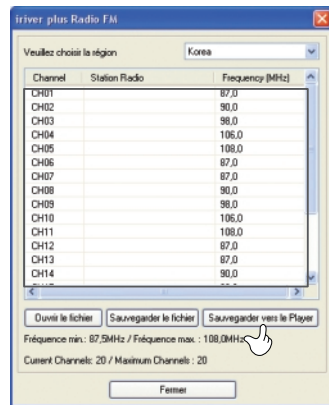 iriver plus Radio FM
Veuillez choisir la région Korea
Channel Station Radio Frequency (MHz)
CH01 87,0
CH02 90,0
CH03 98,0
CH04 106,0
CH05 108,0
CH06 87,0
CH07 87,0
CH08 90,0
CH09 98,0
CH10 106,0
CH11 108,0
CH12 87,0
CH13 87,0
CH14 90,0
Ouvrir le fichier Sauvegarder le fichier Sauvegarder vers le Player
Fréquence min.: 87,5MHz / Fréquence max. : 108,0MHz
Current Channels: 20 / Maximum Channels : 20
Fermer